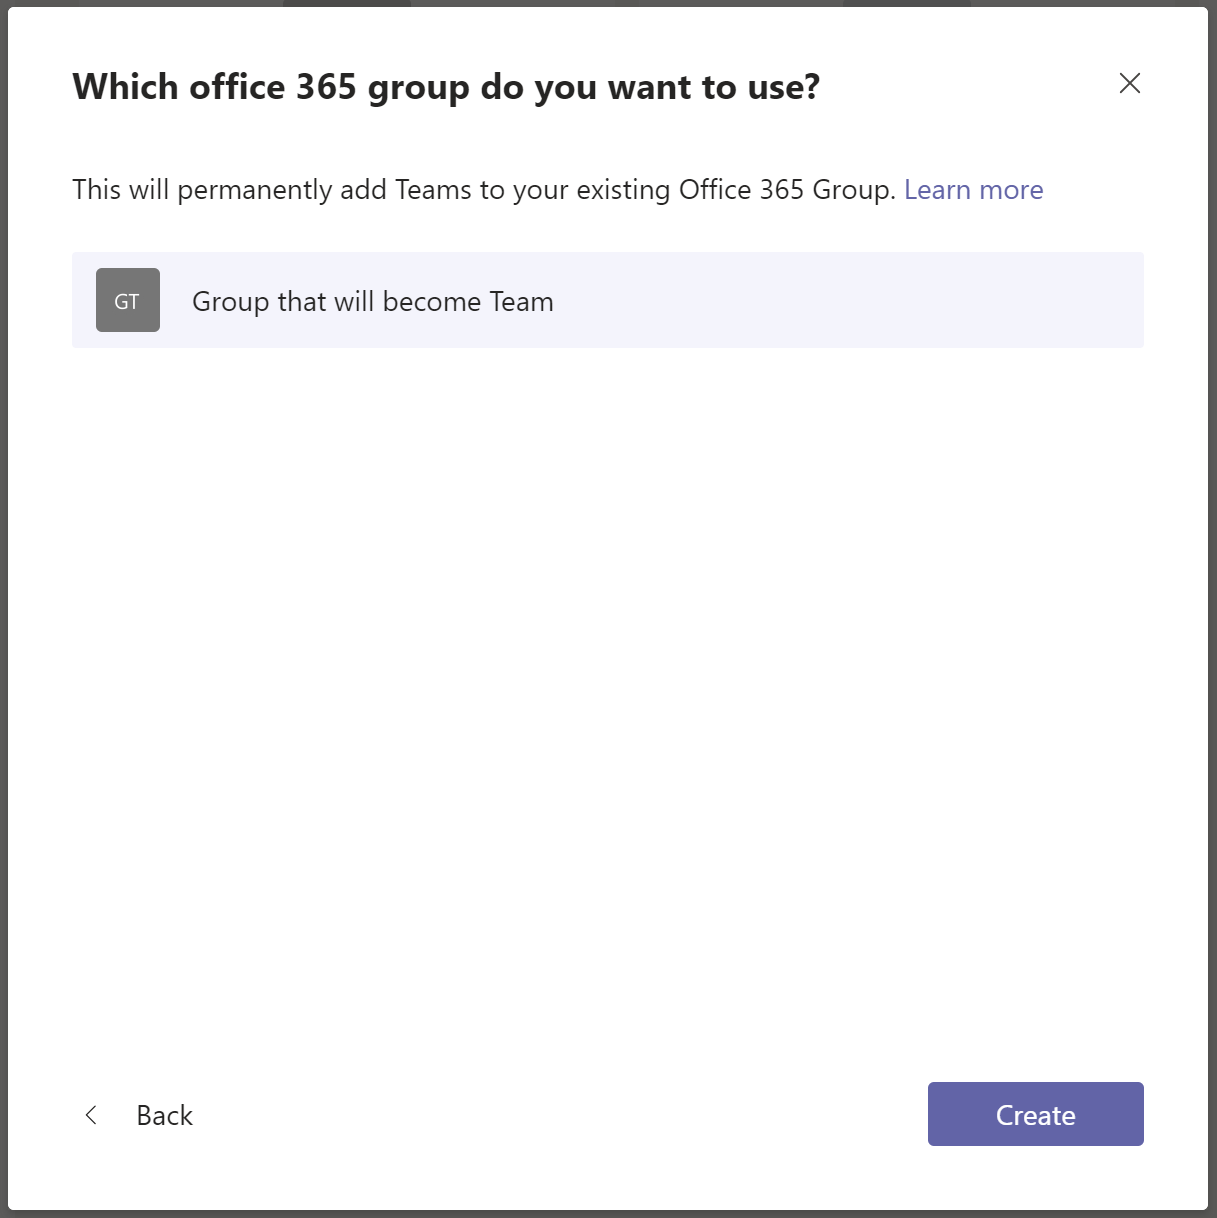 Which office 365 group do you want to use?
This will permanently add Teams to your existing Office 365 Group. Learn more
GT
Group that will become Team
Back
Create